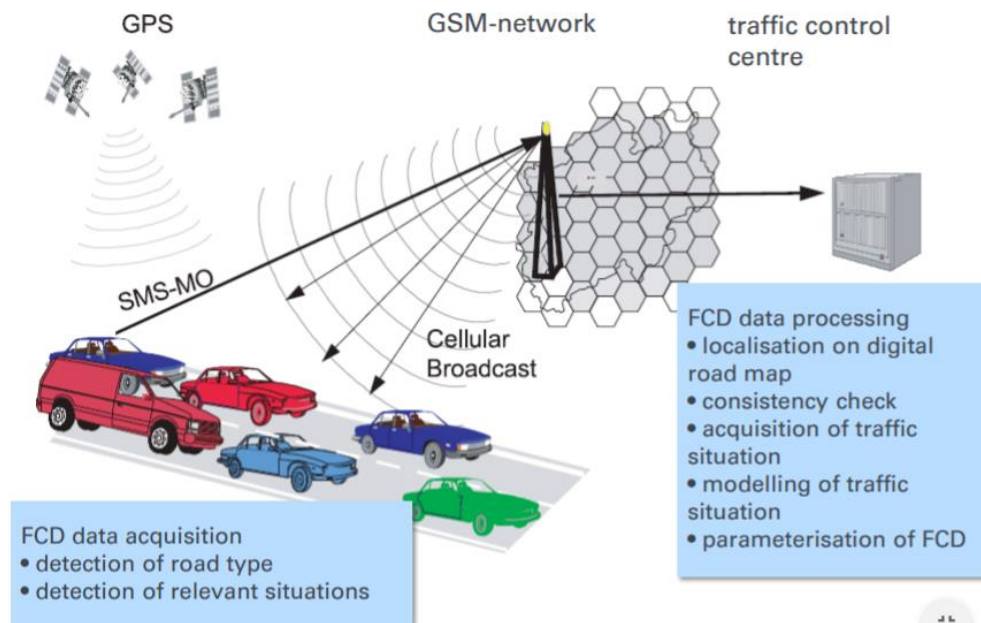 GPS
GSM-network
traffic control
centre
SMS-MO
Cellular
Broadcast
FCD data acquisition
• detection of road type
• detection of relevant situations
FCD data processing
• localisation on digital
road map
• consistency check
• acquisition of traffic
situation
• modelling of traffic
situation
• parameterisation of FCD